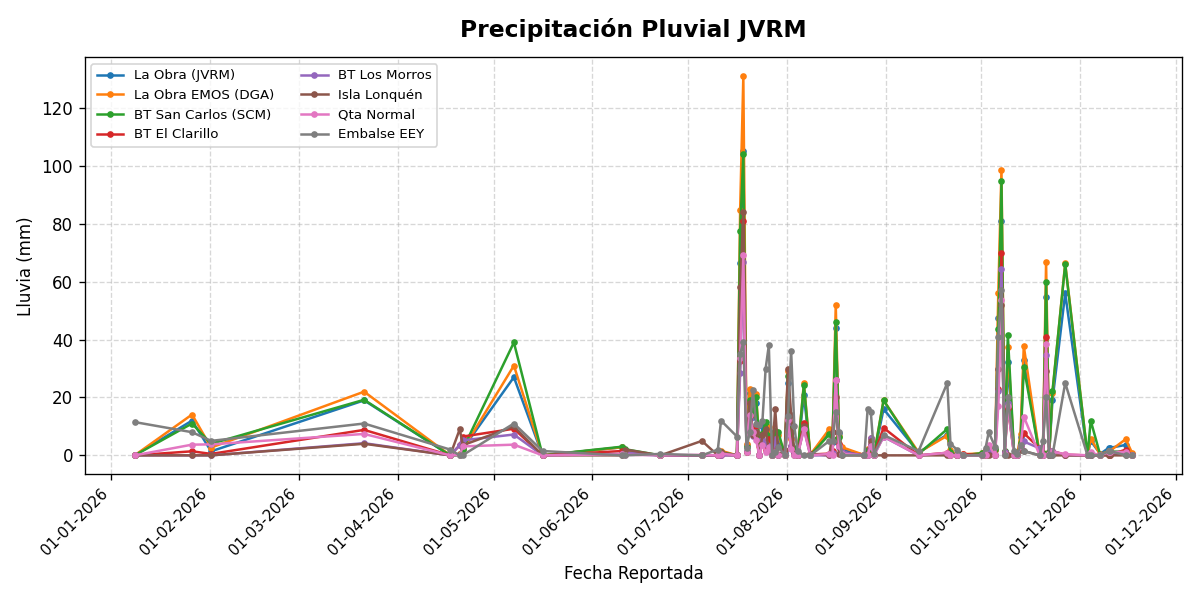 Precipitación Pluvial JVRM
La Obra (JVRM)
La Obra EMOS (DGA)
BT San Carlos (SCM)
BT El Clarillo
BT Los Morros
Isla Lonquén
Qta Normal
Embalse EEY
Lluvia (mm)
120
100
80
60
40
20
0
01-01-2026
01-02-2026
01-03-2026
01-04-2026
01-05-2026
01-06-2026
01-07-2026
01-08-2026
01-09-2026
01-10-2026
01-11-2026
01-12-2026
Fecha Reportada